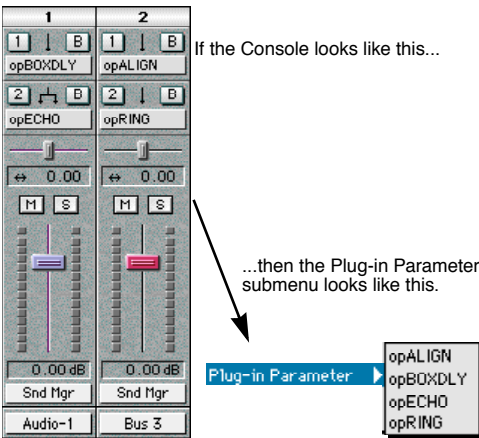 1 2
1 B 1 B
opBOXDLY opALIGN
2 B 2 B
opECHO opRING
0.00 0.00
M S M S
0.00 dB 0.00 dB
Snd Mgr Snd Mgr
Audio-1 Bus 3
If the Console looks like this...
...then the Plug-in Parameter
submenu looks like this.
Plug-in Parameter
opALIGN
opBOXDLY
opECHO
opRING